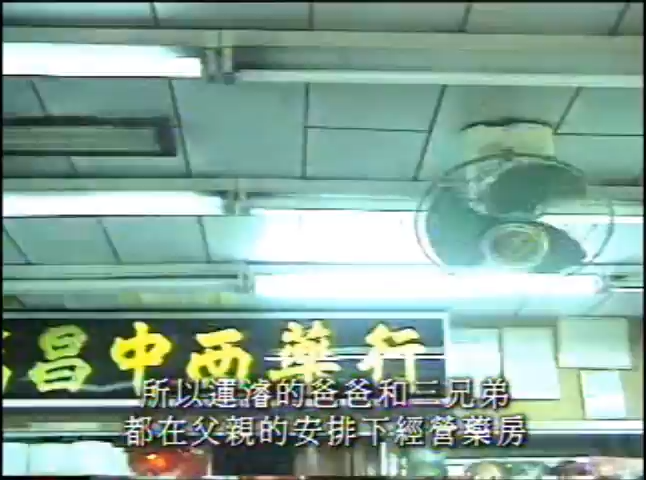 昌中西藥行
所以運濬的爸爸和三兄弟
都在父親的安排下經營藥房